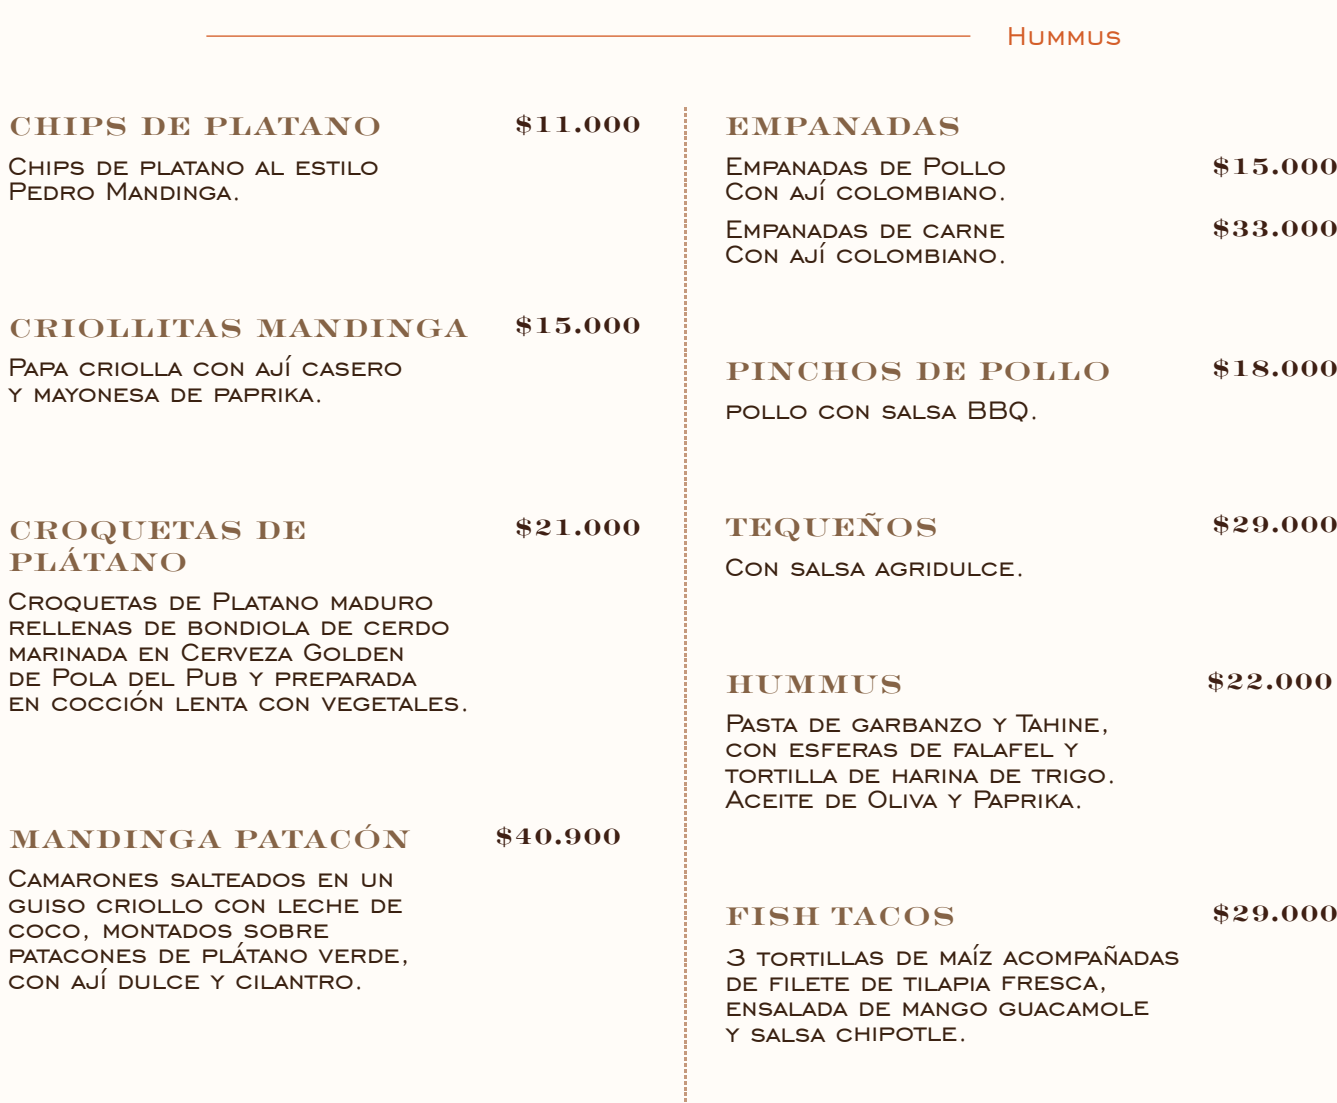 Hummus
CHIPS DE PLATANO $11.000
Chips de platano al estilo
Pedro Mandinga.
CRIOLLITAS MANDINGA $15.000
Papa criolla con ají casero
y mayonesa de paprika.
CROQUETAS DE $21.000
PLÁTANO
Croquetas de Platano maduro
rellenas de bondiola de cerdo
marinada en Cerveza Golden
de Pola del Pub y preparada
en cocción lenta con vegetales.
MANDINGA PATACÓN $40.900
Camarones salteados en un
guiso criollo con leche de
coco, montados sobre
patacones de plátano verde,
con ají dulce y cilantro.
EMPANADAS
Empanadas de Pollo $15.000
Con ají colombiano.
Empanadas de carne $33.000
Con ají colombiano.
PINCHOS DE POLLO $18.000
pollo con salsa BBQ.
TEQUEÑOS $29.000
Con salsa agridulce.
HUMMUS $22.000
Pasta de garbanzo y Tahine,
con esferas de falafel y
tortilla de harina de trigo.
Aceite de Oliva y Paprika.
FISH TACOS $29.000
3 tortillas de maíz acompañadas
de filete de tilapia fresca,
ensalada de mango guacamole
y salsa chipotle.